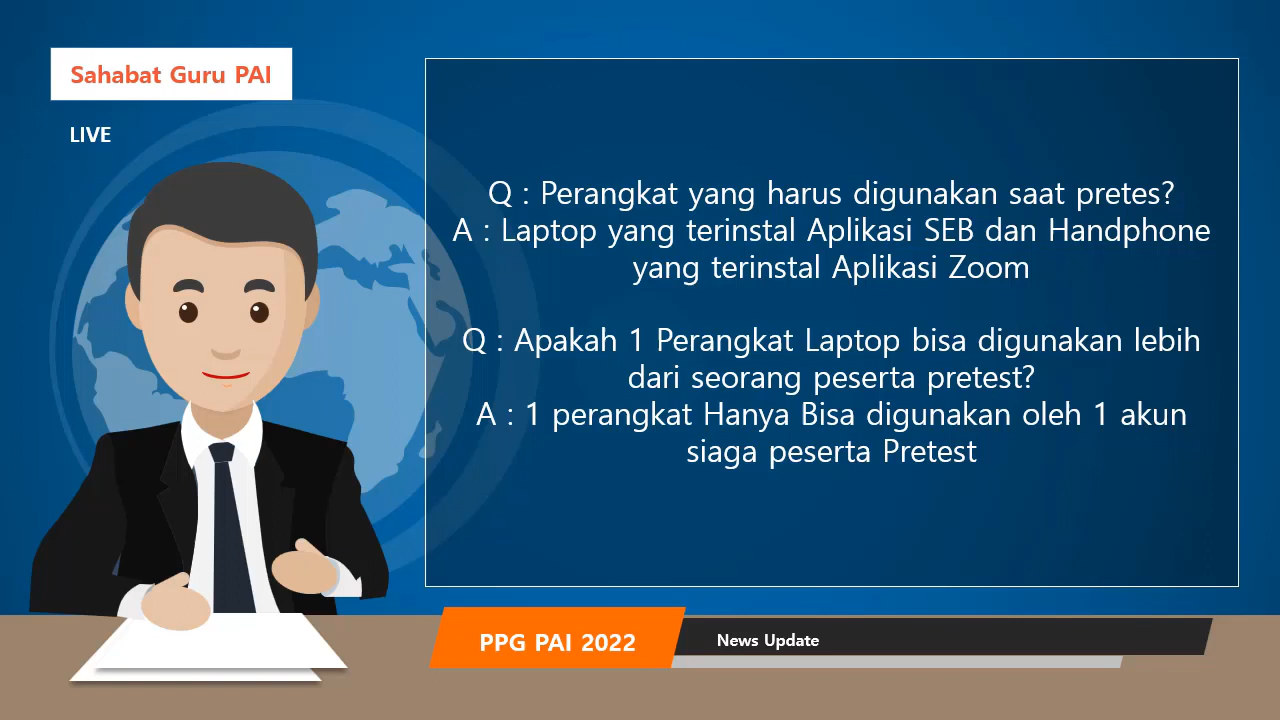 Sahabat Guru PAI
LIVE
Q : Perangkat yang harus digunakan saat pretes?
A : Laptop yang terinstal Aplikasi SEB dan Handphone
yang terinstal Aplikasi Zoom
Q : Apakah 1 Perangkat Laptop bisa digunakan lebih
dari seorang peserta pretest?
A : 1 perangkat Hanya Bisa digunakan oleh 1 akun
siaga peserta Pretest
PPG PAI 2022
News Update